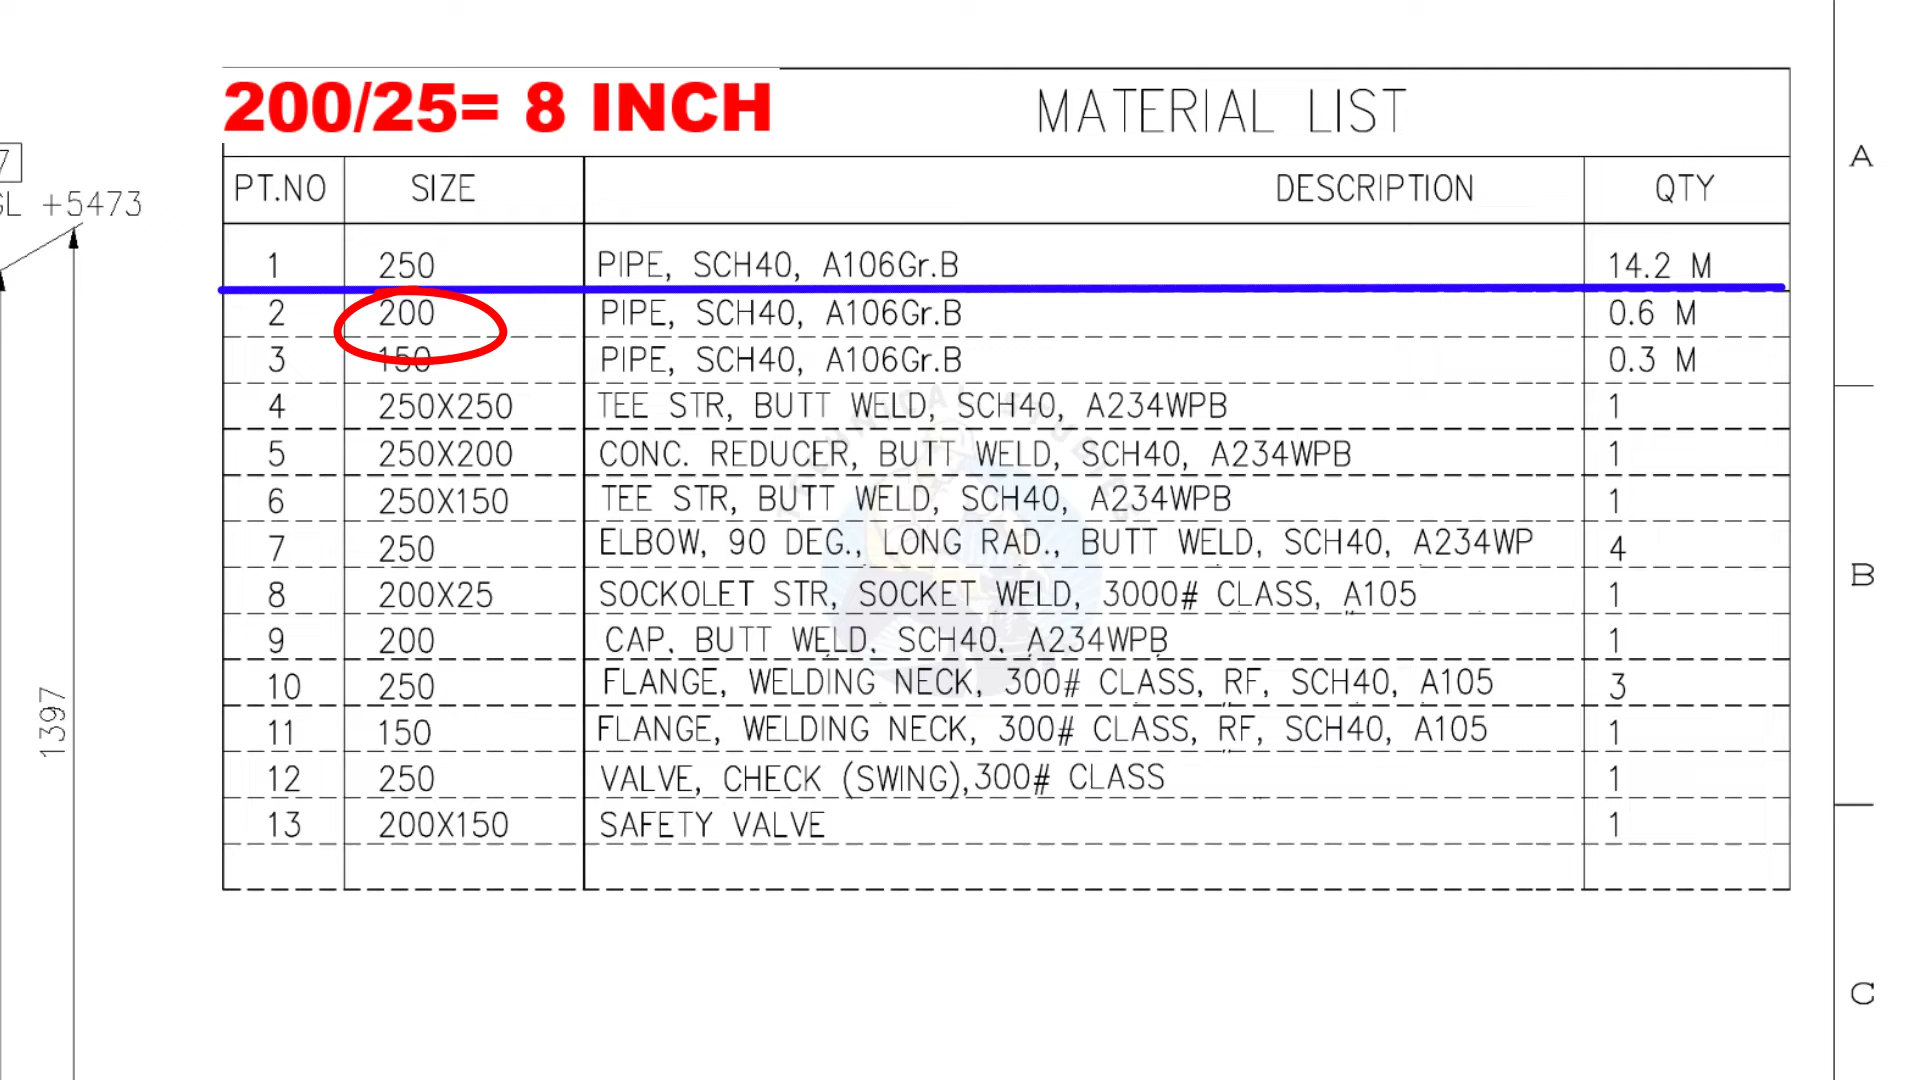 200/25= 8 INCH
MATERIAL LIST
PT.NO SIZE DESCRIPTION QTY
1 250 PIPE, SCH40, A106Gr.B 14.2 M
2 200 PIPE, SCH40, A106Gr.B 0.6 M
3 150 PIPE, SCH40, A106Gr.B 0.3 M
4 250X250 TEE STR, BUTT WELD, SCH40, A234WPB 1
5 250X200 CONC. REDUCER, BUTT WELD, SCH40, A234WPB 1
6 250X150 TEE STR, BUTT WELD, SCH40, A234WPB 1
7 250 ELBOW, 90 DEG., LONG RAD., BUTT WELD, SCH40, A234WP 4
8 200X25 SOCKOLET STR, SOCKET WELD, 3000# CLASS, A105 1
9 200 CAP, BUTT WELD, SCH40, A234WPB 1
10 250 FLANGE, WELDING NECK, 300# CLASS, RF, SCH40, A105 3
11 150 FLANGE, WELDING NECK, 300# CLASS, RF, SCH40, A105 1
12 250 VALVE, CHECK (SWING),300# CLASS 1
13 200X150 SAFETY VALVE 1
7
GL +5473
1397
A
B
C